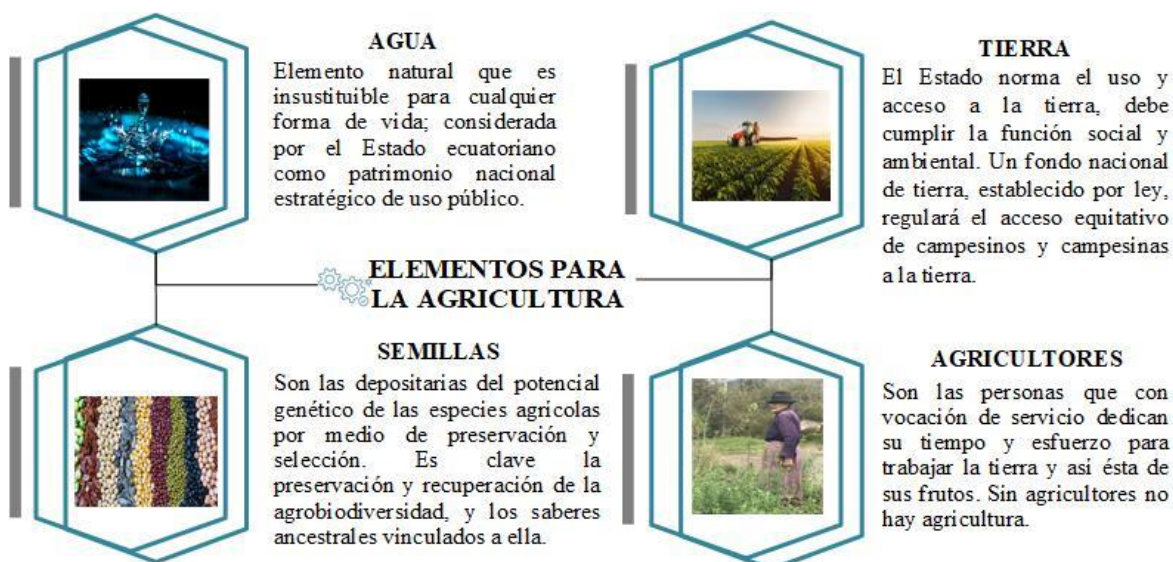 AGUA
Elemento natural que es
insustituible para cualquier
forma de vida; considerada
por el Estado ecuatoriano
como patrimonio nacional
estratégico de uso público.
TIERRA
El Estado norma el uso y
acceso a la tierra, debe
cumplir la función social y
ambiental. Un fondo nacional
de tierra, establecido por ley,
regulará el acceso equitativo
de campesinos y campesinas
a la tierra.
ELEMENTOS PARA
LA AGRICULTURA
SEMILLAS
Son las depositarias del potencial
genético de las especies agrícolas
por medio de preservación y
selección. Es clave la
preservación y recuperación de la
agrobiodiversidad, y los saberes
ancestrales vinculados a ella.
AGRICULTORES
Son las personas que con
vocación de servicio dedican
su tiempo y esfuerzo para
trabajar la tierra y así ésta de
sus frutos. Sin agricultores no
hay agricultura.